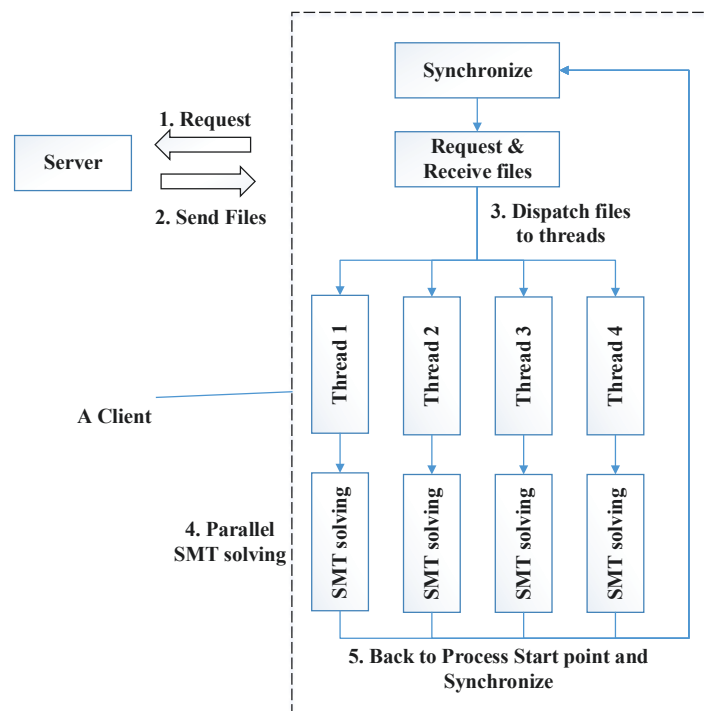 Synchronize
1. Request
Server
Request &
Receive files
2. Send Files
3. Dispatch files
to threads
Thread 1
Thread 2
Thread 3
Thread 4
A Client
4. Parallel
SMT solving
SMT solving
SMT solving
SMT solving
SMT solving
5. Back to Process Start point and
Synchronize